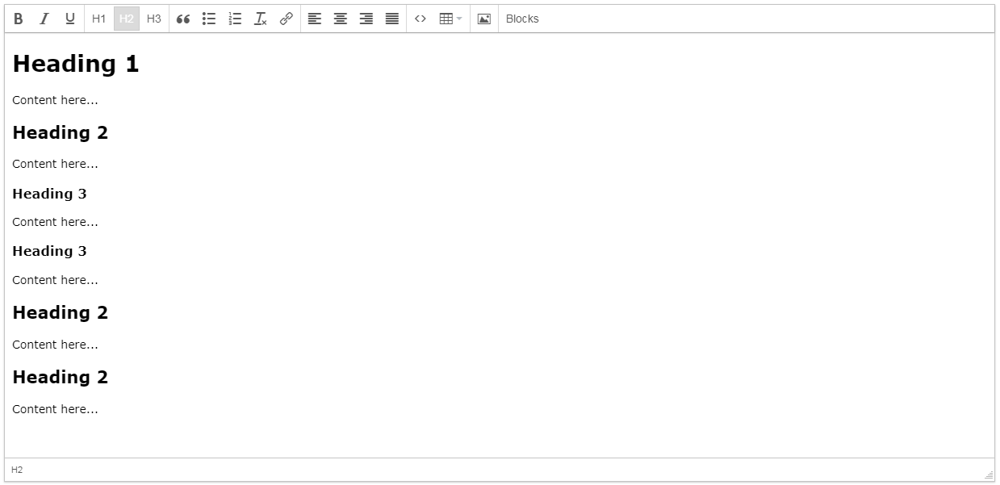 B I U H1 H2 H3 Blocks
Heading 1
Content here...
Heading 2
Content here...
Heading 3
Content here...
Heading 3
Content here...
Heading 2
Content here...
Heading 2
Content here...
H2